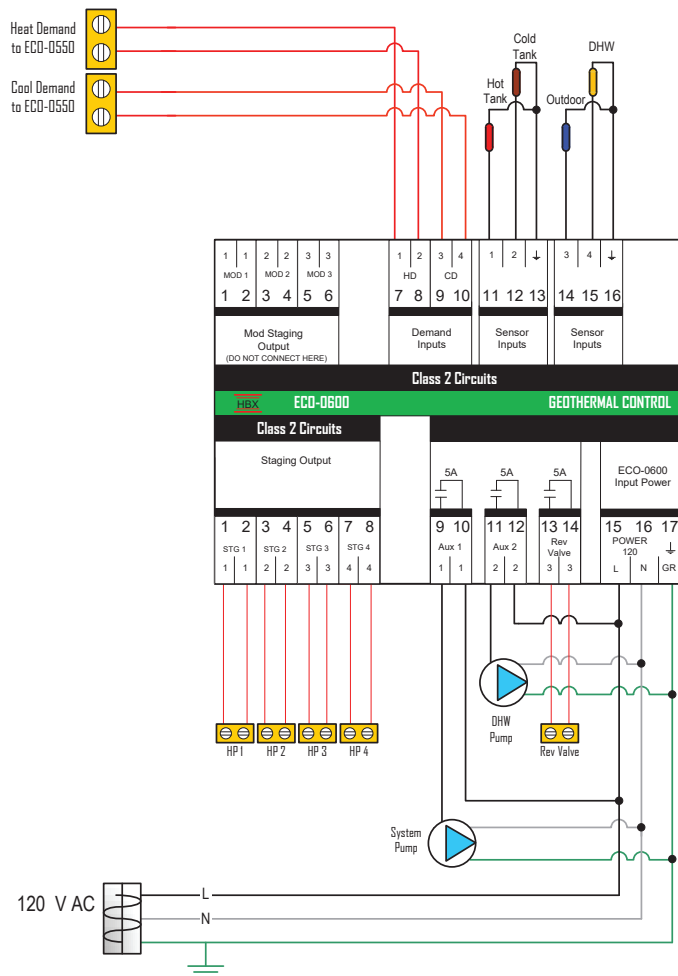 Heat Demand
to ECO-0550
Cool Demand
to ECO-0550
Cold
Tank
DHW
Hot
Tank
Outdoor
1 1 2 2 3 3
MOD 1 MOD 2 MOD 3
1 2 3 4 5 6
1 2 3 4
HD CD
7 8 9 10
1 2
11 12 13
3 4
14 15 16
Mod Staging
Output
(DO NOT CONNECT HERE)
Demand
Inputs
Sensor
Inputs
Sensor
Inputs
Class 2 Circuits
HBX ECO-0600 GEOTHERMAL CONTROL
Class 2 Circuits
Staging Output
5A 5A 5A
ECO-0600
Input Power
1 2 3 4 5 6 7 8
STG 1 STG 2 STG 3 STG 4
1 1 2 2 3 3 4 4
9 10
Aux 1
1 1
11 12
Aux 2
2 2
13 14
Rev
Valve
3 3
15 16 17
POWER
120
L N GR
HP 1 HP 2 HP 3 HP 4
DHW
Pump
Rev Valve
System
Pump
120 V AC
L
N